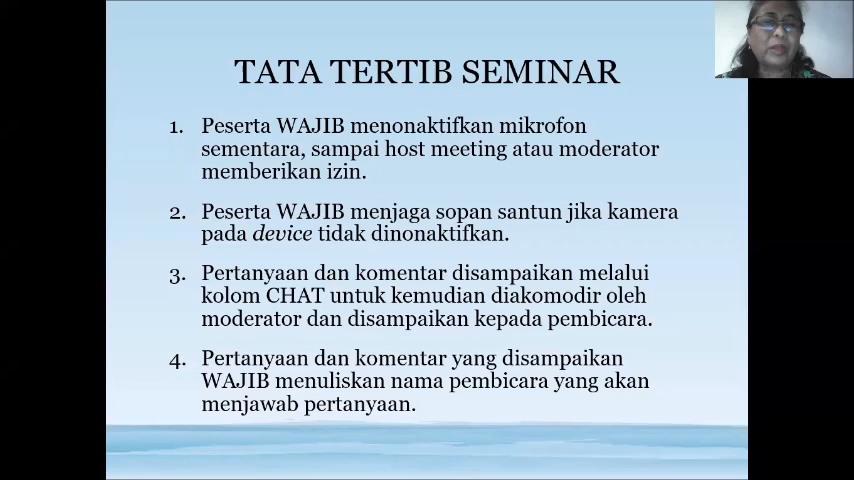 TATA TERTIB SEMINAR
1. Peserta WAJIB menonaktifkan mikrofon
sementara, sampai host meeting atau moderator
memberikan izin.
2. Peserta WAJIB menjaga sopan santun jika kamera
pada device tidak dinonaktifkan.
3. Pertanyaan dan komentar disampaikan melalui
kolom CHAT untuk kemudian diakomodir oleh
moderator dan disampaikan kepada pembicara.
4. Pertanyaan dan komentar yang disampaikan
WAJIB menuliskan nama pembicara yang akan
menjawab pertanyaan.